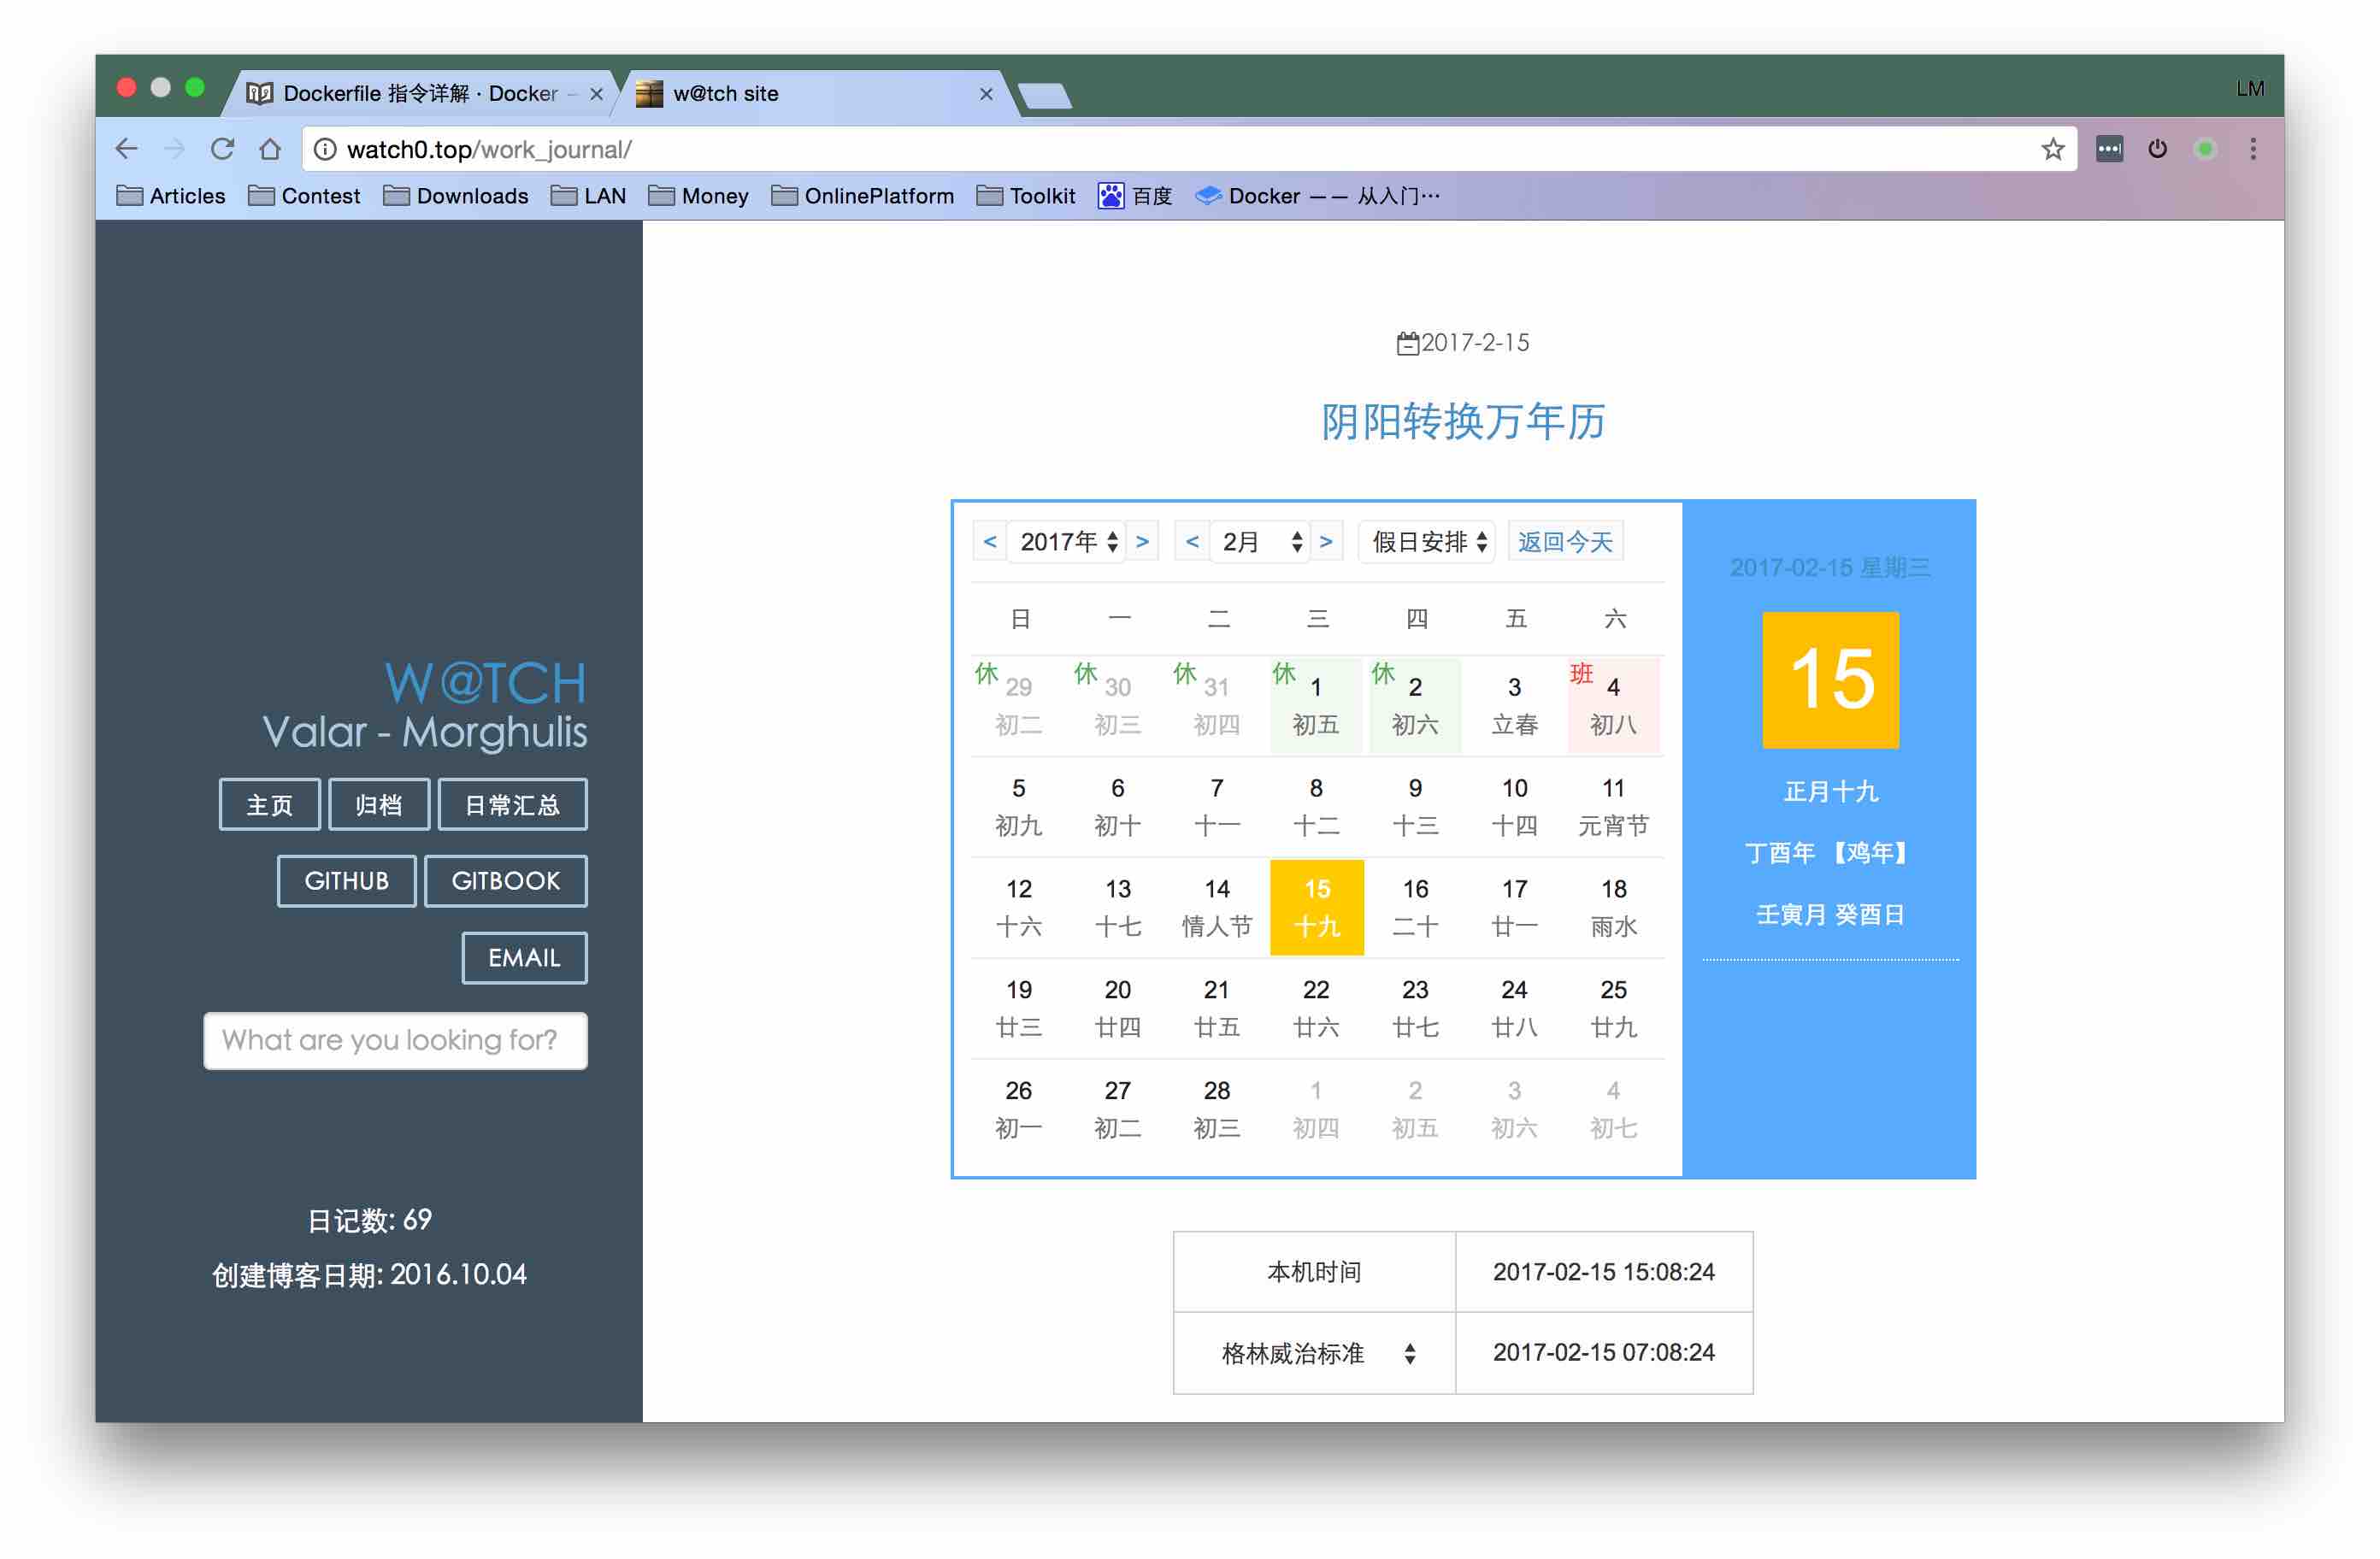 Dockerfile 指令详解 · Docker –
w@tch site
LM
watch0.top/work_journal/
Articles Contest Downloads LAN Money OnlinePlatform Toolkit 百度 Docker —— 从入门…
W@TCH
Valar - Morghulis
主页 归档 日常汇总
GITHUB GITBOOK
EMAIL
What are you looking for?
日记数: 69
创建博客日期: 2016.10.04
2017-2-15
阴阳转换万年历
< 2017年 > < 2月 > 假日安排 返回今天
日 一 二 三 四 五 六
休 29 休 30 休 31 休 1 休 2 3 班 4
初二 初三 初四 初五 初六 立春 初八
5 6 7 8 9 10 11
初九 初十 十一 十二 十三 十四 元宵节
12 13 14 15 16 17 18
十六 十七 情人节 十九 二十 廿一 雨水
19 20 21 22 23 24 25
廿三 廿四 廿五 廿六 廿七 廿八 廿九
26 27 28 1 2 3 4
初一 初二 初三 初四 初五 初六 初七
2017-02-15 星期三
15
正月十九
丁酉年 【鸡年】
壬寅月 癸酉日
本机时间 2017-02-15 15:08:24
格林威治标准 2017-02-15 07:08:24